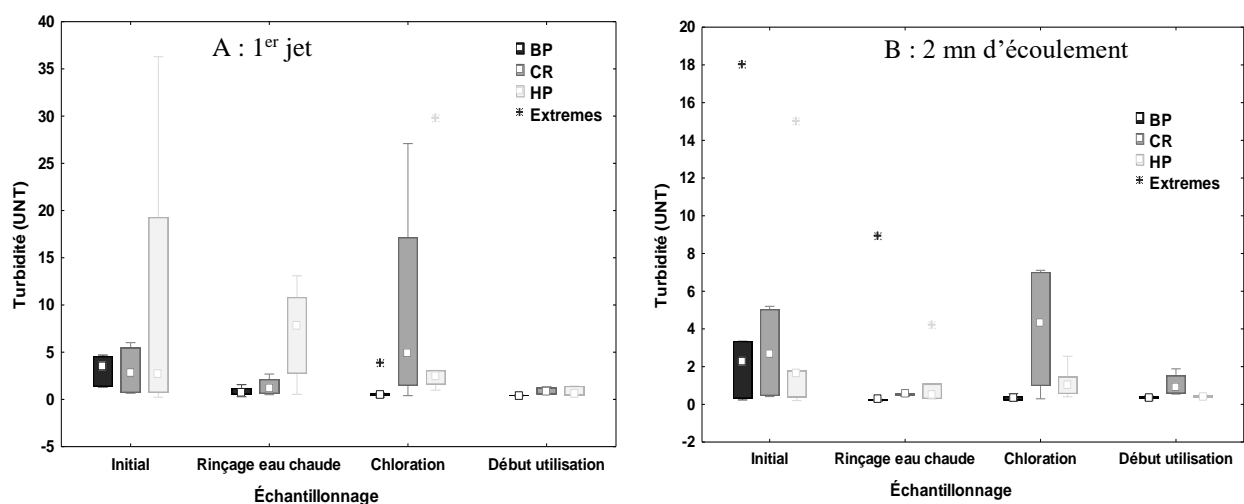 A : 1er jet
BP
CR
HP
Extremes
40
35
30
25
20
15
10
5
0
-5
Turbidité (UNT)
Initial
Rinçage eau chaude
Chloration
Début utilisation
Échantillonnage
B : 2 mn d'écoulement
BP
CR
HP
Extremes
20
18
16
14
12
10
8
6
4
2
0
-2
Turbidité (UNT)
Initial
Rinçage eau chaude
Chloration
Début utilisation
Échantillonnage